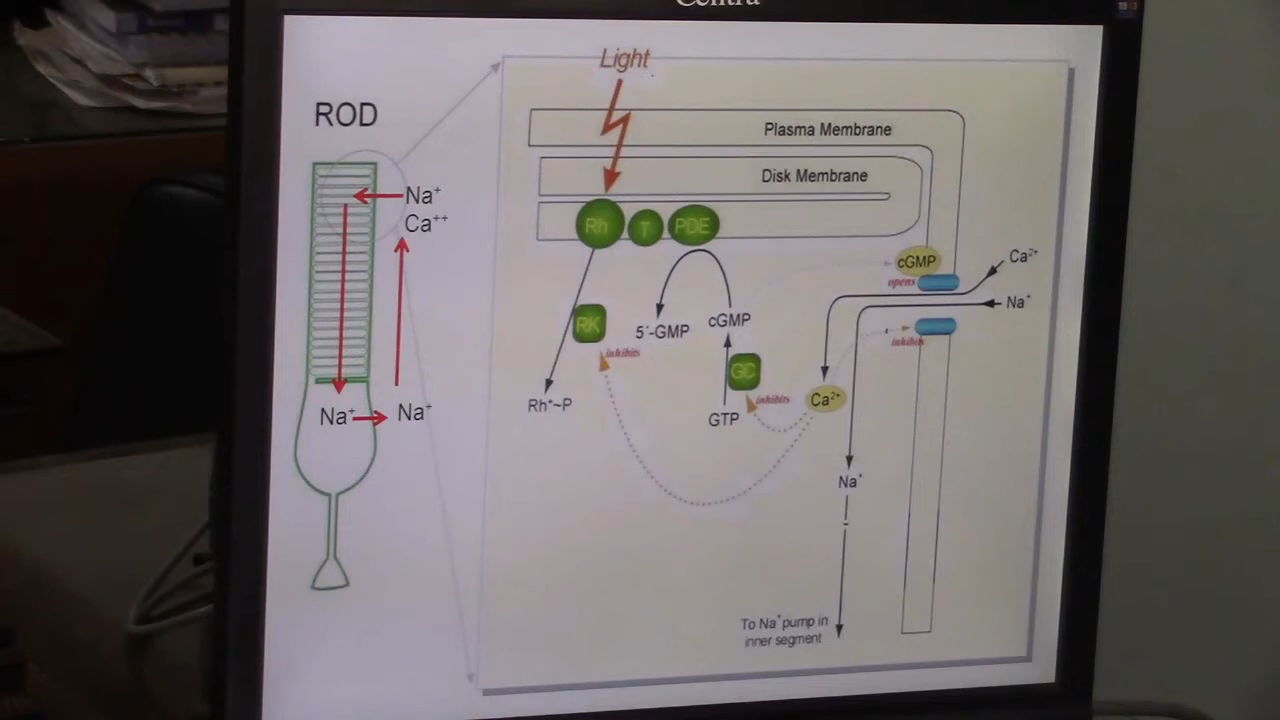 Centra
Light
ROD
Plasma Membrane
Disk Membrane
Na⁺
Ca⁺⁺
Rh
T
PDE
cGMP
opens
Ca²⁺
Na⁺
RK
inhibits
5´-GMP
cGMP
GC
inhibits
GTP
Ca²⁺
inhibits
Rh*~P
Na⁺
Na⁺
Na⁺
To Na⁺ pump in
inner segment